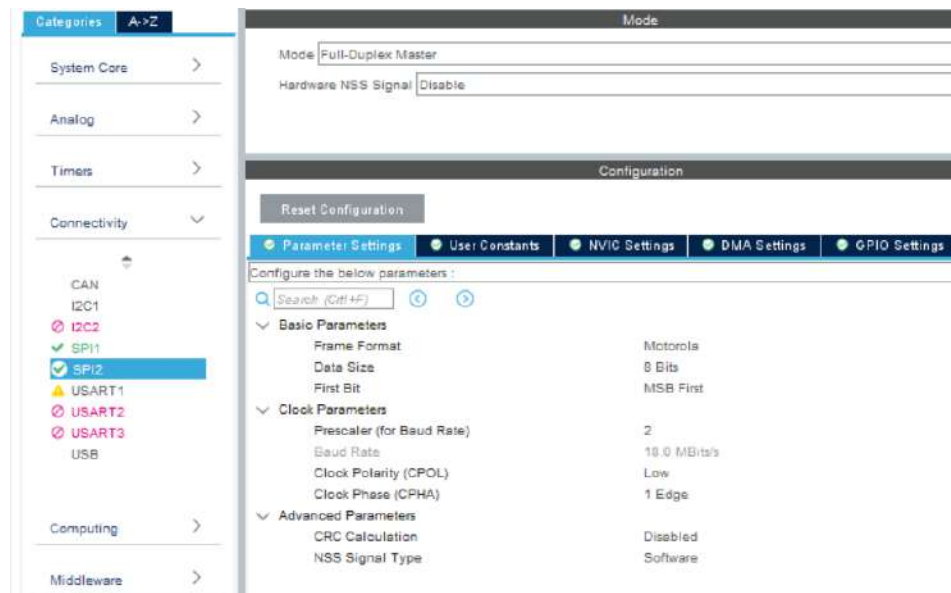 Categories A->Z
System Core
Analog
Timers
Connectivity
CAN
I2C1
I2C2
SPI1
SPI2
USART1
USART2
USART3
USB
Computing
Middleware
Mode
Mode Full-Duplex Master
Hardware NSS Signal Disable
Configuration
Reset Configuration
Parameter Settings User Constants NVIC Settings DMA Settings GPIO Settings
Configure the below parameters :
Search (Crtl+F)
Basic Parameters
Frame Format Motorola
Data Size 8 Bits
First Bit MSB First
Clock Parameters
Prescaler (for Baud Rate) 2
Baud Rate 18.0 MBits/s
Clock Polarity (CPOL) Low
Clock Phase (CPHA) 1 Edge
Advanced Parameters
CRC Calculation Disabled
NSS Signal Type Software